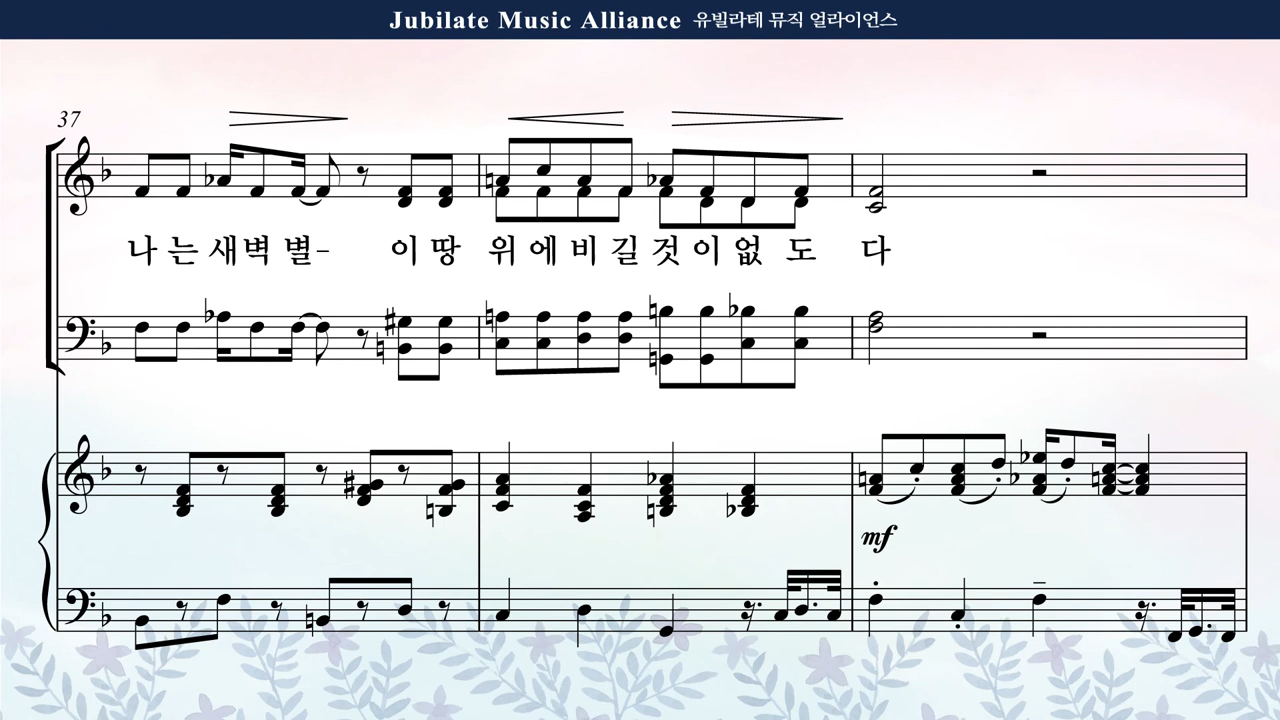 Jubilate Music Alliance 유빌라테 뮤직 얼라이언스
37
나 는 새 벽 별- 이 땅 위 에 비 길 것 이 없 도 다
mf